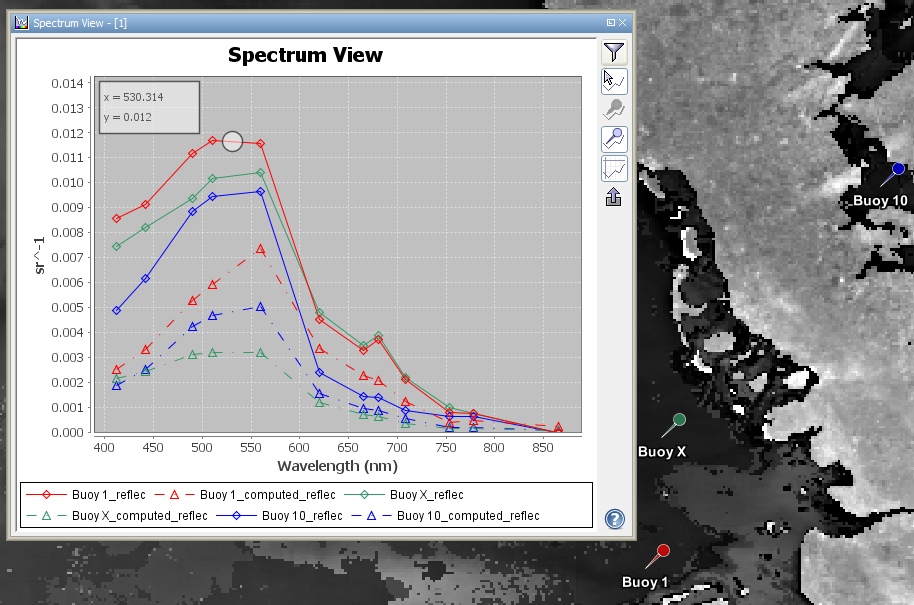 Spectrum View - [1]
Spectrum View
x = 530.314
y = 0.012
0.014
0.013
0.012
0.011
0.010
0.009
0.008
0.007
0.006
0.005
0.004
0.003
0.002
0.001
0.000
sr^-1
400 450 500 550 600 650 700 750 800 850
Wavelength (nm)
Buoy 1_reflec Buoy 1_computed_reflec Buoy X_reflec
Buoy X_computed_reflec Buoy 10_reflec Buoy 10_computed_reflec
?
Buoy 10
Buoy X
Buoy 1